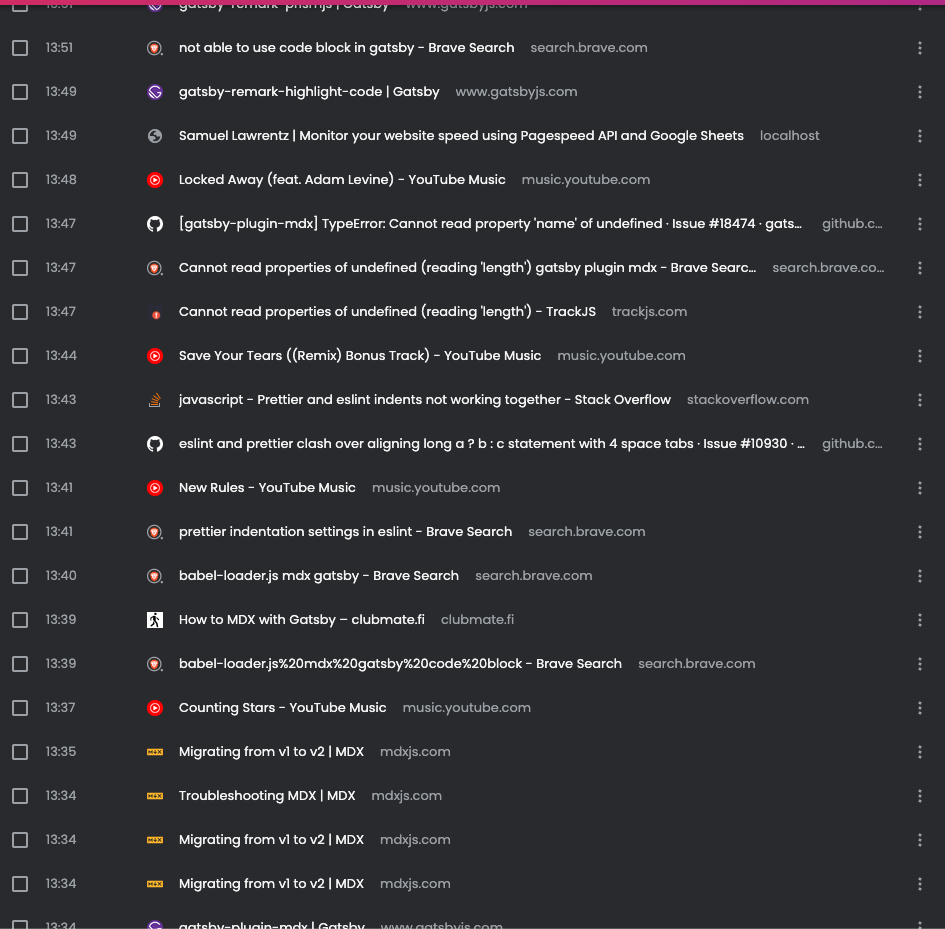 13:51 gatsby-remark-prismjs | Gatsby www.gatsbyjs.com
13:51 not able to use code block in gatsby - Brave Search search.brave.com
13:49 gatsby-remark-highlight-code | Gatsby www.gatsbyjs.com
13:49 Samuel Lawrentz | Monitor your website speed using Pagespeed API and Google Sheets localhost
13:48 Locked Away (feat. Adam Levine) - YouTube Music music.youtube.com
13:47 [gatsby-plugin-mdx] TypeError: Cannot read property 'name' of undefined · Issue #18474 · gats... github.c...
13:47 Cannot read properties of undefined (reading 'length') gatsby plugin mdx - Brave Searc... search.brave.co...
13:47 Cannot read properties of undefined (reading 'length') - TrackJS trackjs.com
13:44 Save Your Tears ((Remix) Bonus Track) - YouTube Music music.youtube.com
13:43 javascript - Prettier and eslint indents not working together - Stack Overflow stackoverflow.com
13:43 eslint and prettier clash over aligning long a ? b : c statement with 4 space tabs · Issue #10930 · ... github.c...
13:41 New Rules - YouTube Music music.youtube.com
13:41 prettier indentation settings in eslint - Brave Search search.brave.com
13:40 babel-loader.js mdx gatsby - Brave Search search.brave.com
13:39 How to MDX with Gatsby – clubmate.fi clubmate.fi
13:39 babel-loader.js%20mdx%20gatsby%20code%20block - Brave Search search.brave.com
13:37 Counting Stars - YouTube Music music.youtube.com
13:35 Migrating from v1 to v2 | MDX mdxjs.com
13:34 Troubleshooting MDX | MDX mdxjs.com
13:34 Migrating from v1 to v2 | MDX mdxjs.com
13:34 Migrating from v1 to v2 | MDX mdxjs.com
13:34 gatsby-plugin-mdx | Gatsby www.gatsbyjs.com